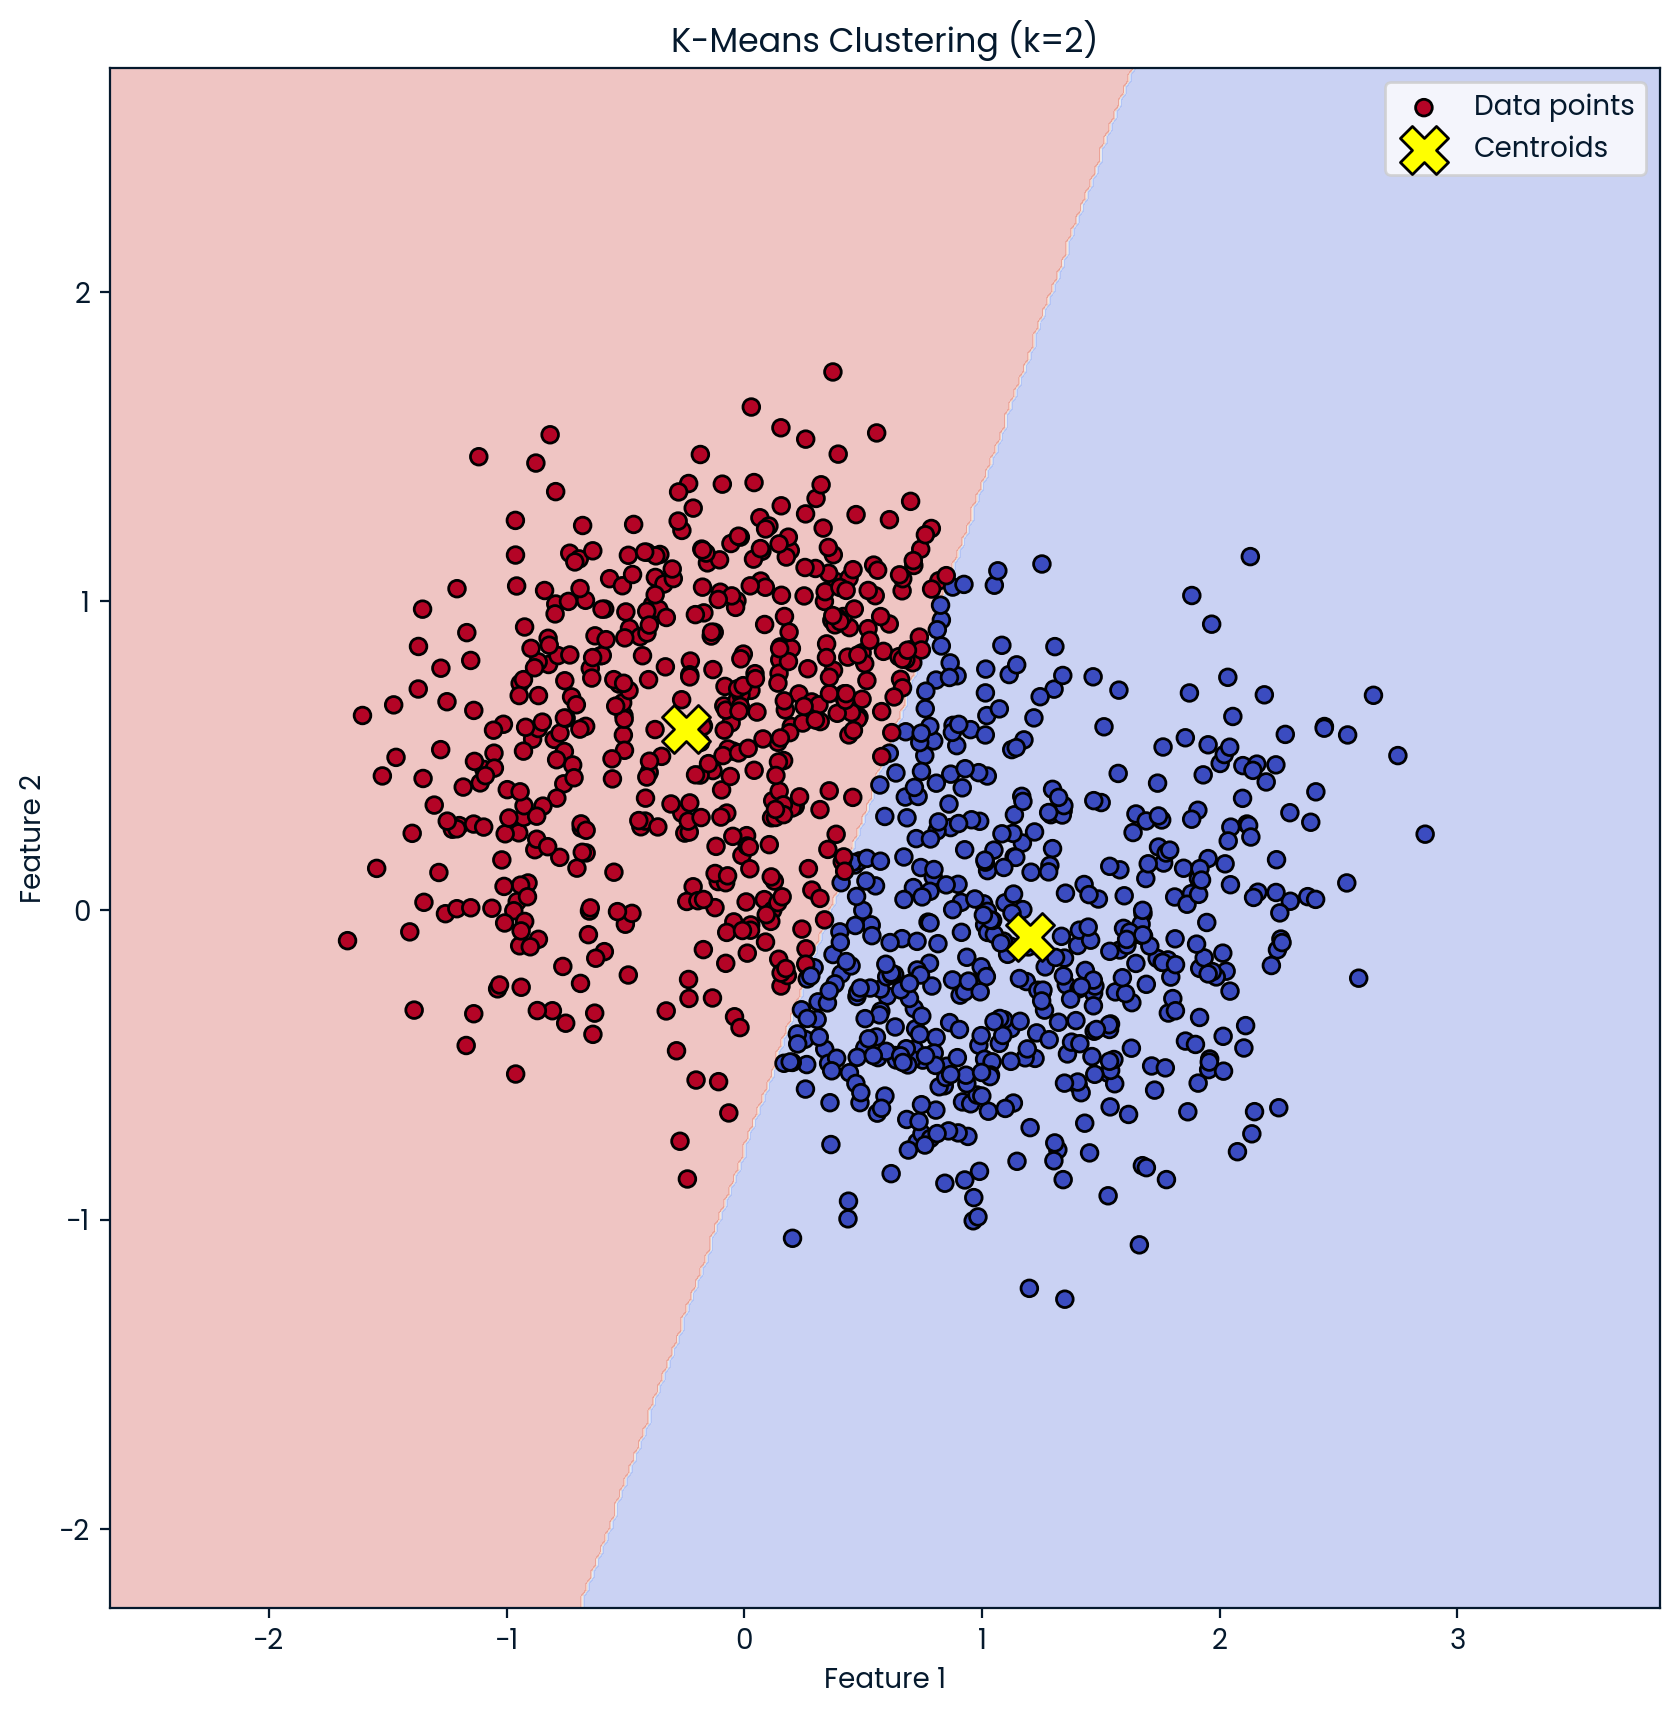 K-Means Clustering (k=2)
Data points
Centroids
Feature 2
2
1
0
−1
−2
−2
−1
0
1
2
3
Feature 1